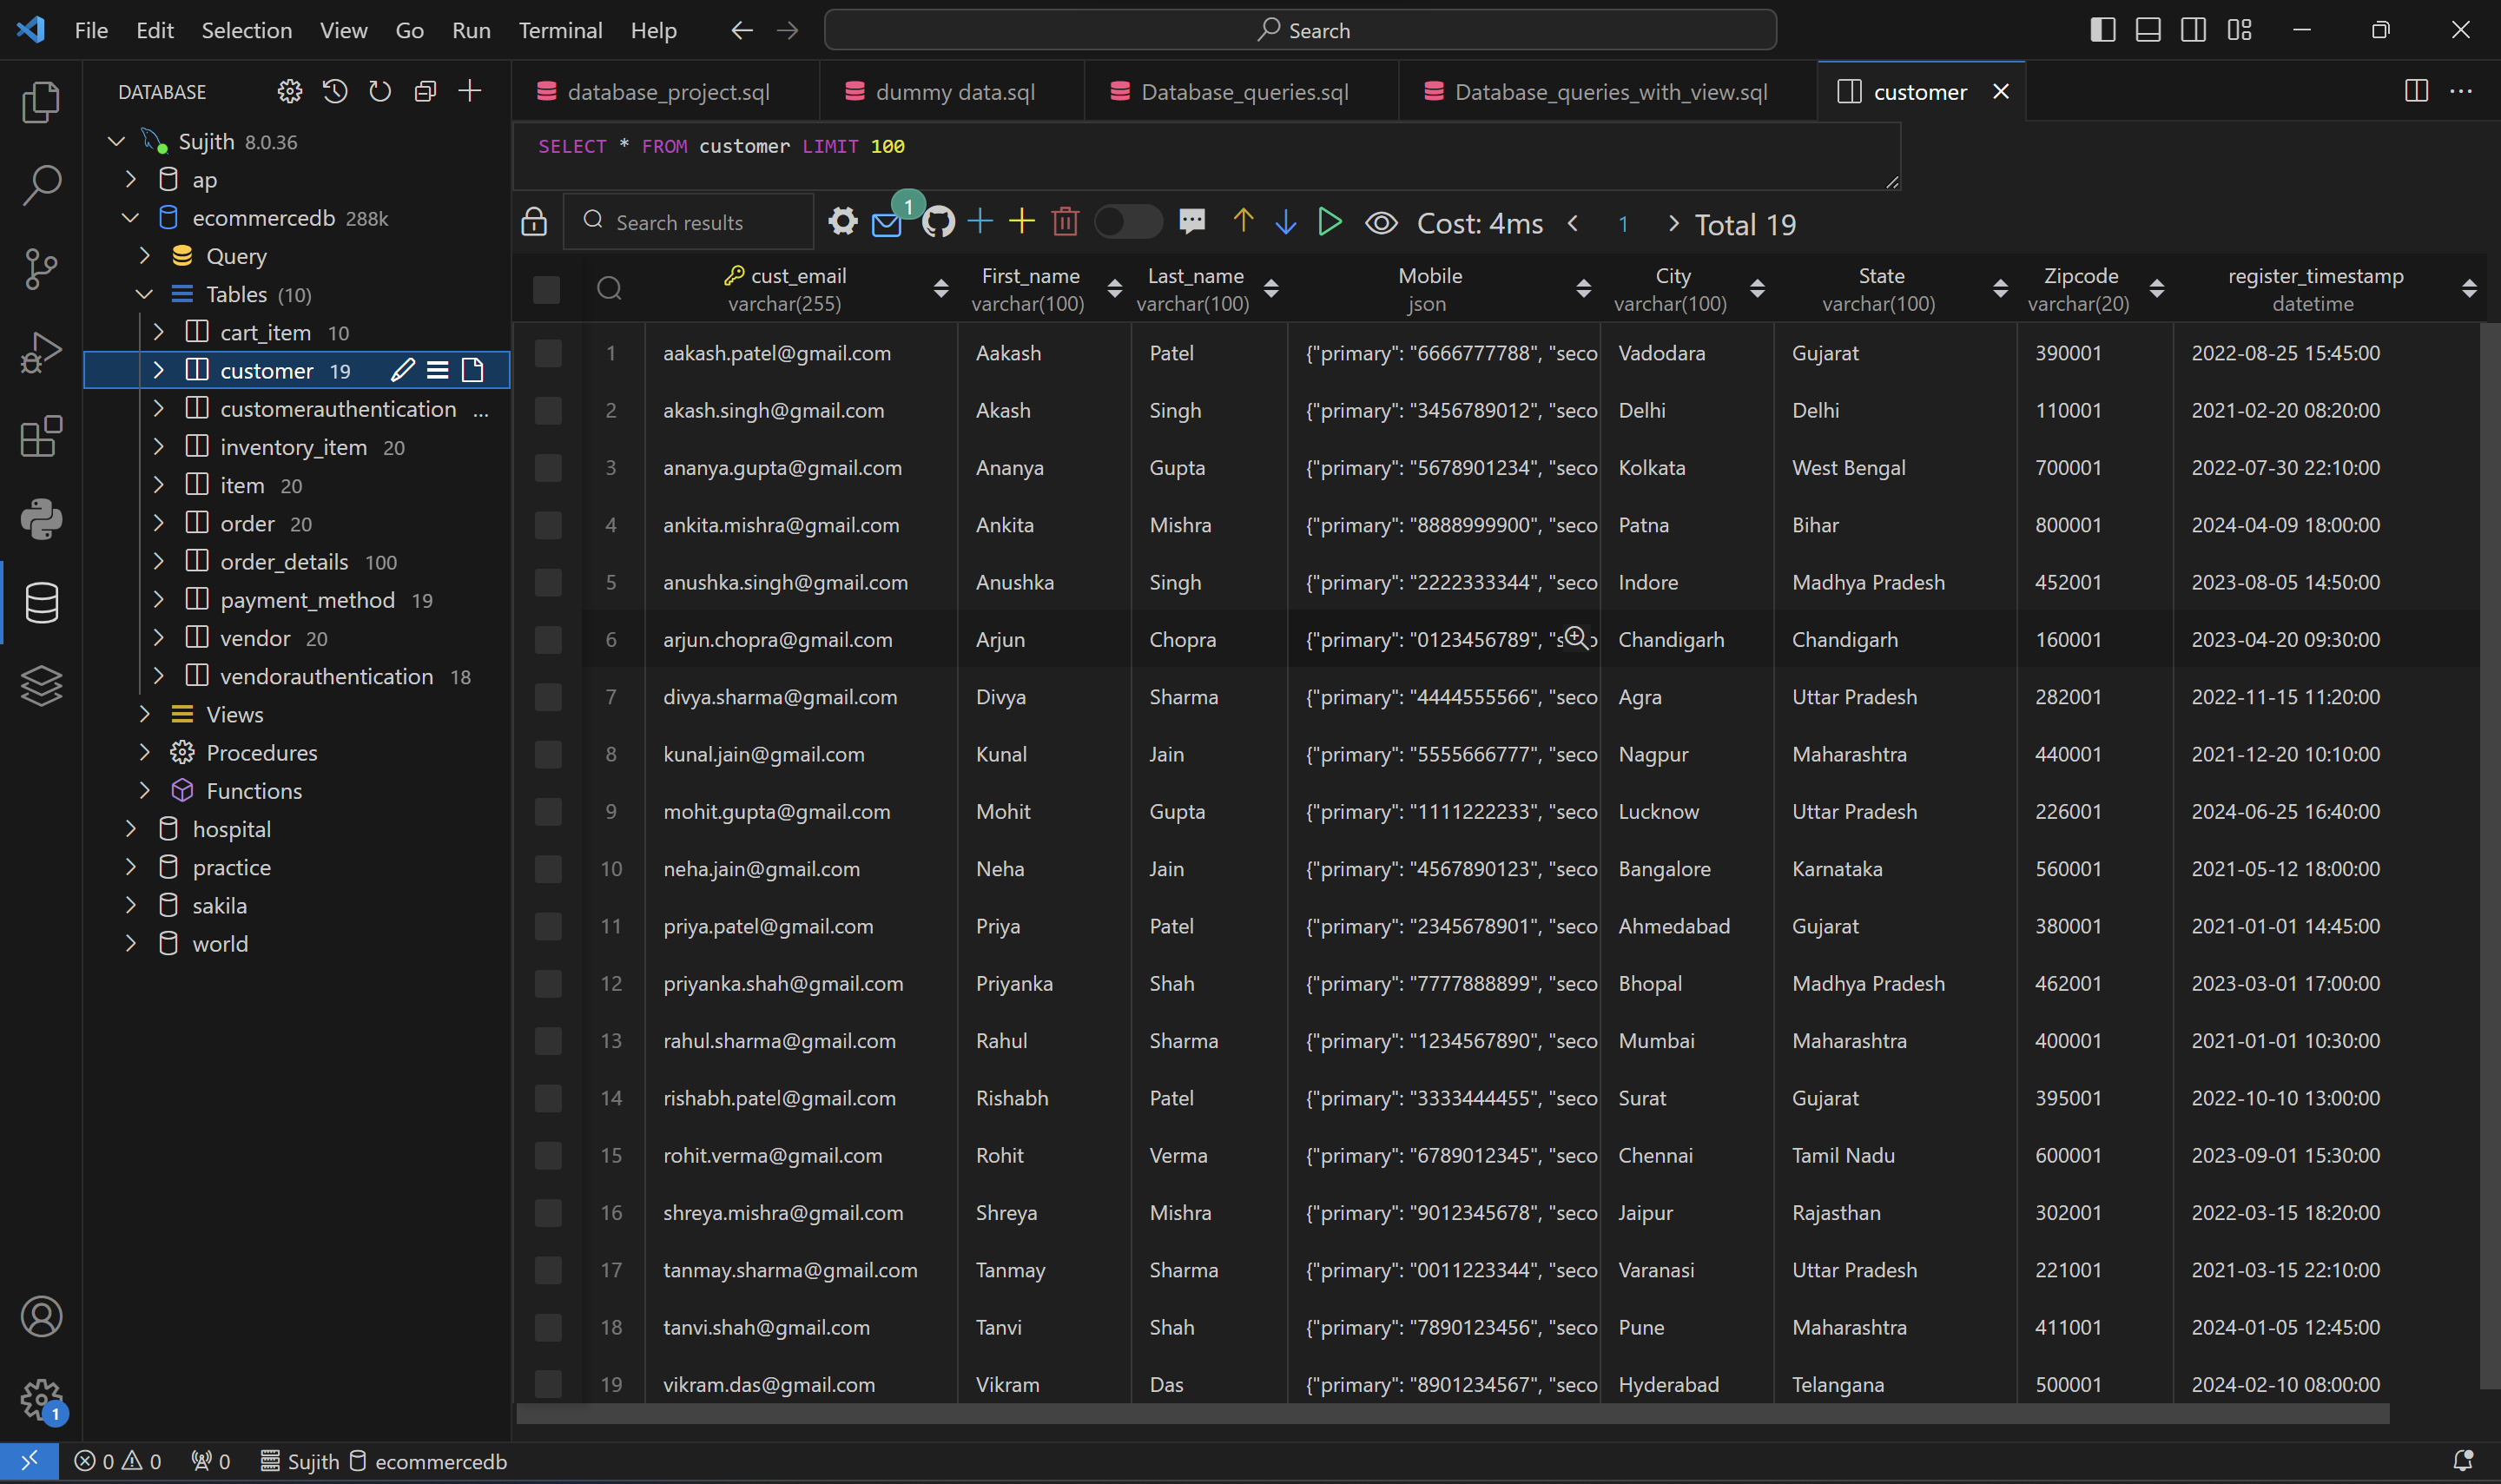 File Edit Selection View Go Run Terminal Help Search
DATABASE
Sujith 8.0.36
ap
ecommercedb 288k
Query
Tables (10)
cart_item 10
customer 19
customerauthentication ...
inventory_item 20
item 20
order 20
order_details 100
payment_method 19
vendor 20
vendorauthentication 18
Views
Procedures
Functions
hospital
practice
sakila
world
database_project.sql dummy data.sql Database_queries.sql Database_queries_with_view.sql customer
SELECT * FROM customer LIMIT 100
Search results 1 Cost: 4ms 1 Total 19
cust_email First_name Last_name Mobile City State Zipcode register_timestamp
varchar(255) varchar(100) varchar(100) json varchar(100) varchar(100) varchar(20) datetime
1 aakash.patel@gmail.com Aakash Patel {"primary": "6666777788", "seco Vadodara Gujarat 390001 2022-08-25 15:45:00
2 akash.singh@gmail.com Akash Singh {"primary": "3456789012", "seco Delhi Delhi 110001 2021-02-20 08:20:00
3 ananya.gupta@gmail.com Ananya Gupta {"primary": "5678901234", "seco Kolkata West Bengal 700001 2022-07-30 22:10:00
4 ankita.mishra@gmail.com Ankita Mishra {"primary": "8888999900", "seco Patna Bihar 800001 2024-04-09 18:00:00
5 anushka.singh@gmail.com Anushka Singh {"primary": "2222333344", "seco Indore Madhya Pradesh 452001 2023-08-05 14:50:00
6 arjun.chopra@gmail.com Arjun Chopra {"primary": "0123456789", "s Chandigarh Chandigarh 160001 2023-04-20 09:30:00
7 divya.sharma@gmail.com Divya Sharma {"primary": "4444555566", "seco Agra Uttar Pradesh 282001 2022-11-15 11:20:00
8 kunal.jain@gmail.com Kunal Jain {"primary": "5555666777", "seco Nagpur Maharashtra 440001 2021-12-20 10:10:00
9 mohit.gupta@gmail.com Mohit Gupta {"primary": "1111222233", "seco Lucknow Uttar Pradesh 226001 2024-06-25 16:40:00
10 neha.jain@gmail.com Neha Jain {"primary": "4567890123", "seco Bangalore Karnataka 560001 2021-05-12 18:00:00
11 priya.patel@gmail.com Priya Patel {"primary": "2345678901", "seco Ahmedabad Gujarat 380001 2021-01-01 14:45:00
12 priyanka.shah@gmail.com Priyanka Shah {"primary": "7777888899", "seco Bhopal Madhya Pradesh 462001 2023-03-01 17:00:00
13 rahul.sharma@gmail.com Rahul Sharma {"primary": "1234567890", "seco Mumbai Maharashtra 400001 2021-01-01 10:30:00
14 rishabh.patel@gmail.com Rishabh Patel {"primary": "3333444455", "seco Surat Gujarat 395001 2022-10-10 13:00:00
15 rohit.verma@gmail.com Rohit Verma {"primary": "6789012345", "seco Chennai Tamil Nadu 600001 2023-09-01 15:30:00
16 shreya.mishra@gmail.com Shreya Mishra {"primary": "9012345678", "seco Jaipur Rajasthan 302001 2022-03-15 18:20:00
17 tanmay.sharma@gmail.com Tanmay Sharma {"primary": "0011223344", "seco Varanasi Uttar Pradesh 221001 2021-03-15 22:10:00
18 tanvi.shah@gmail.com Tanvi Shah {"primary": "7890123456", "seco Pune Maharashtra 411001 2024-01-05 12:45:00
19 vikram.das@gmail.com Vikram Das {"primary": "8901234567", "seco Hyderabad Telangana 500001 2024-02-10 08:00:00
1
0 0 0 Sujith ecommercedb